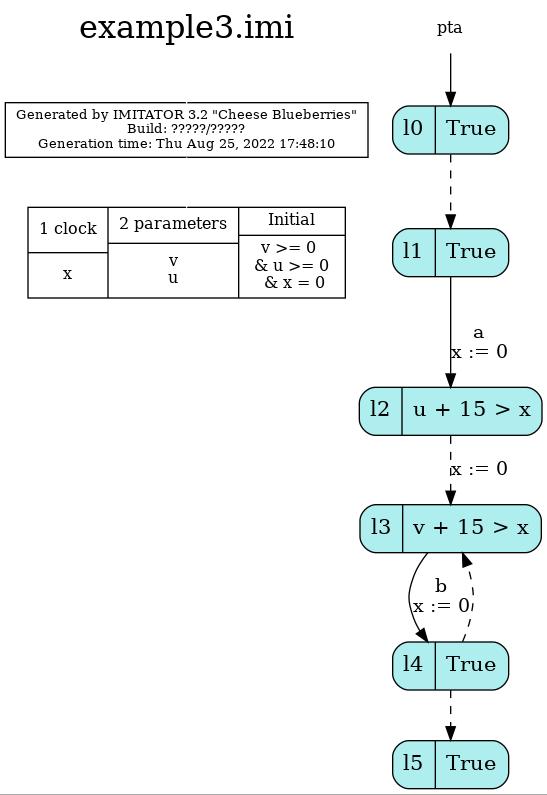 example3.imi
pta
Generated by IMITATOR 3.2 "Cheese Blueberries"
Build: ?????/?????
Generation time: Thu Aug 25, 2022 17:48:10
l0 True
1 clock
x
2 parameters
v
u
Initial
v >= 0
& u >= 0
& x = 0
l1 True
a
x := 0
l2 u + 15 > x
x := 0
l3 v + 15 > x
b
x := 0
l4 True
l5 True